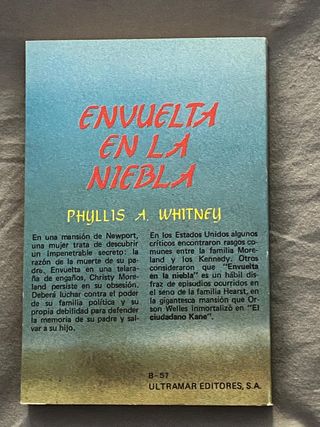 ENVUELTA
EN LA
NIEBLA
PHYLLIS A. WHITNEY
En una mansión de Newport,
una mujer trata de descubrir
un impenetrable secreto: la
razón de la muerte de su pa-
dre. Envuelta en una telara-
ña de engaños, Christy More-
land persiste en su obsesión.
Deberá luchar contra el poder
de su familia política y su
propia debilidad para defender
la memoria de su padre y sal-
var a su hijo.
En los Estados Unidos algunos
críticos encontraron rasgos co-
munes entre la familia More-
land y los Kennedy. Otros
consideraron que "Envuelta
en la niebla" es un hábil dis-
fraz de episodios ocurridos en
el seno de la familia Hearst, en
la gigantesca mansión que Or-
son Welles inmortalizó en "El
ciudadano Kane".
B-57
ULTRAMAR EDITORES, S.A.